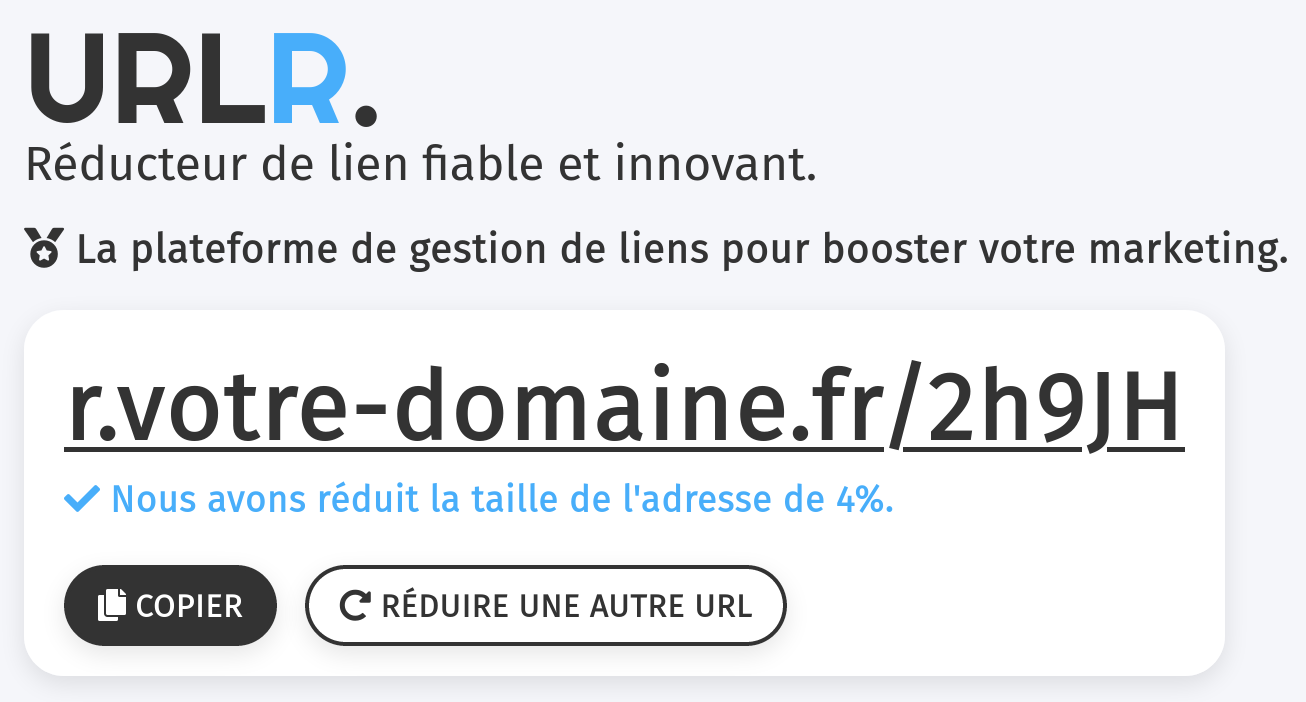 URLR.
Réducteur de lien fiable et innovant.
La plateforme de gestion de liens pour booster votre marketing.
r.votre-domaine.fr/2h9JH
Nous avons réduit la taille de l'adresse de 4%.
COPIER
RÉDUIRE UNE AUTRE URL